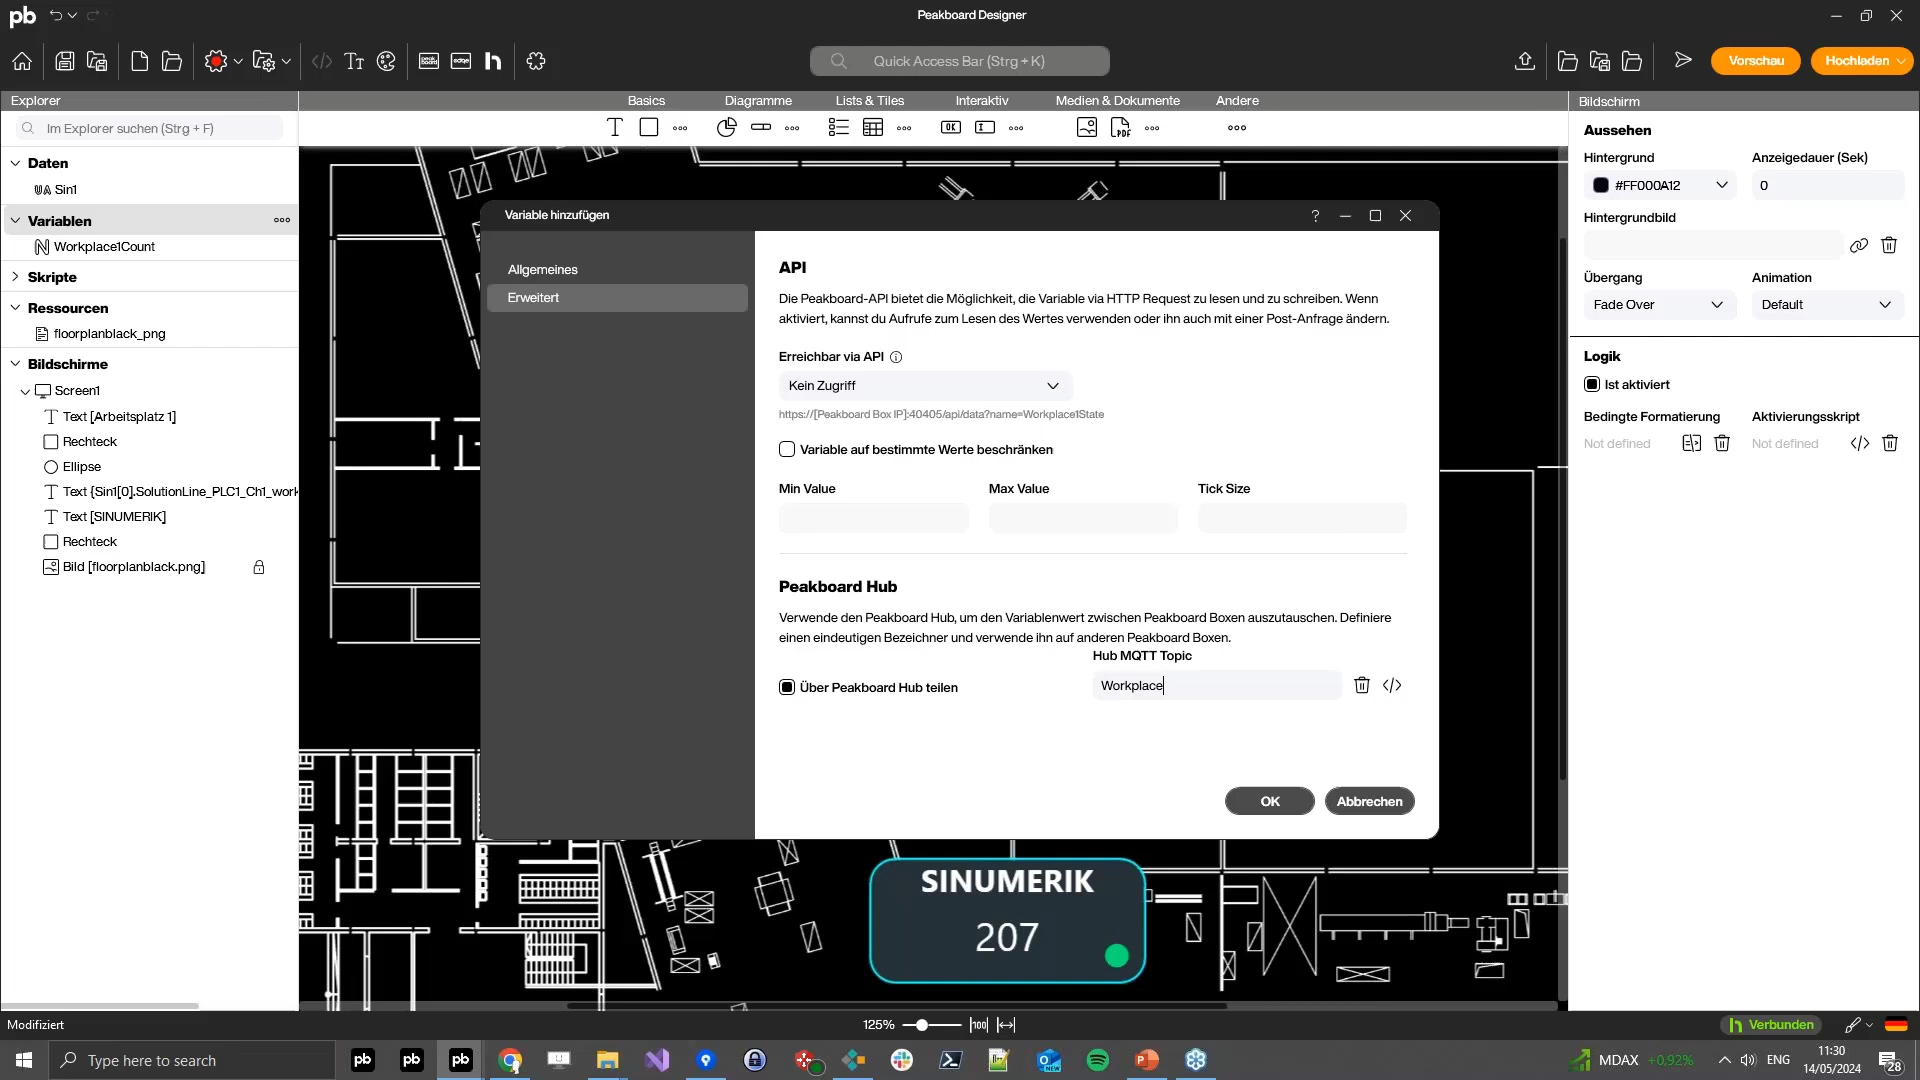 pb
Peakboard Designer
Quick Access Bar (Strg + K)
Vorschau
Hochladen
Explorer
Basics
Diagramme
Lists & Tiles
Interaktiv
Medien & Dokumente
Andere
Bildschirm
Im Explorer suchen (Strg + F)
Daten
UA Sin1
Variablen
Workplace1Count
Skripte
Ressourcen
floorplanblack_png
Bildschirme
Screen1
Text [Arbeitsplatz 1]
Rechteck
Ellipse
Text {Sin1[0].SolutionLine_PLC1_Ch1_work
Text [SINUMERIK]
Rechteck
Bild [floorplanblack.png]
Variable hinzufügen
Allgemeines
Erweitert
API
Die Peakboard-API bietet die Möglichkeit, die Variable via HTTP Request zu lesen und zu schreiben. Wenn
aktiviert, kannst du Aufrufe zum Lesen des Wertes verwenden oder ihn auch mit einer Post-Anfrage ändern.
Erreichbar via API
Kein Zugriff
https://[Peakboard Box IP]:40405/api/data?name=Workplace1State
Variable auf bestimmte Werte beschränken
Min Value
Max Value
Tick Size
Peakboard Hub
Verwende den Peakboard Hub, um den Variablenwert zwischen Peakboard Boxen auszutauschen. Definiere
einen eindeutigen Bezeichner und verwende ihn auf anderen Peakboard Boxen.
Hub MQTT Topic
Über Peakboard Hub teilen
Workplace
OK
Abbrechen
SINUMERIK
207
Aussehen
Hintergrund
Anzeigedauer (Sek)
#FF000A12
0
Hintergrundbild
Übergang
Animation
Fade Over
Default
Logik
Ist aktiviert
Bedingte Formatierung
Aktivierungsskript
Not defined
Not defined
Modifiziert
125%
100
Verbunden
Type here to search
pb
pb
pb
MDAX +0,92%
ENG
11:30
14/05/2024
28